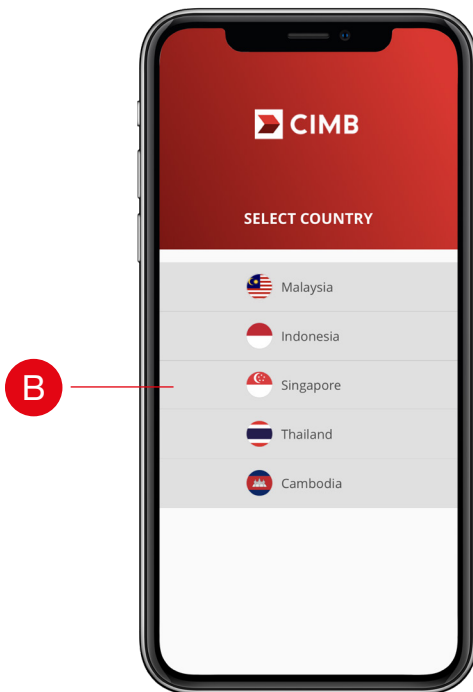 CIMB
SELECT COUNTRY
Malaysia
Indonesia
B
Singapore
Thailand
Cambodia